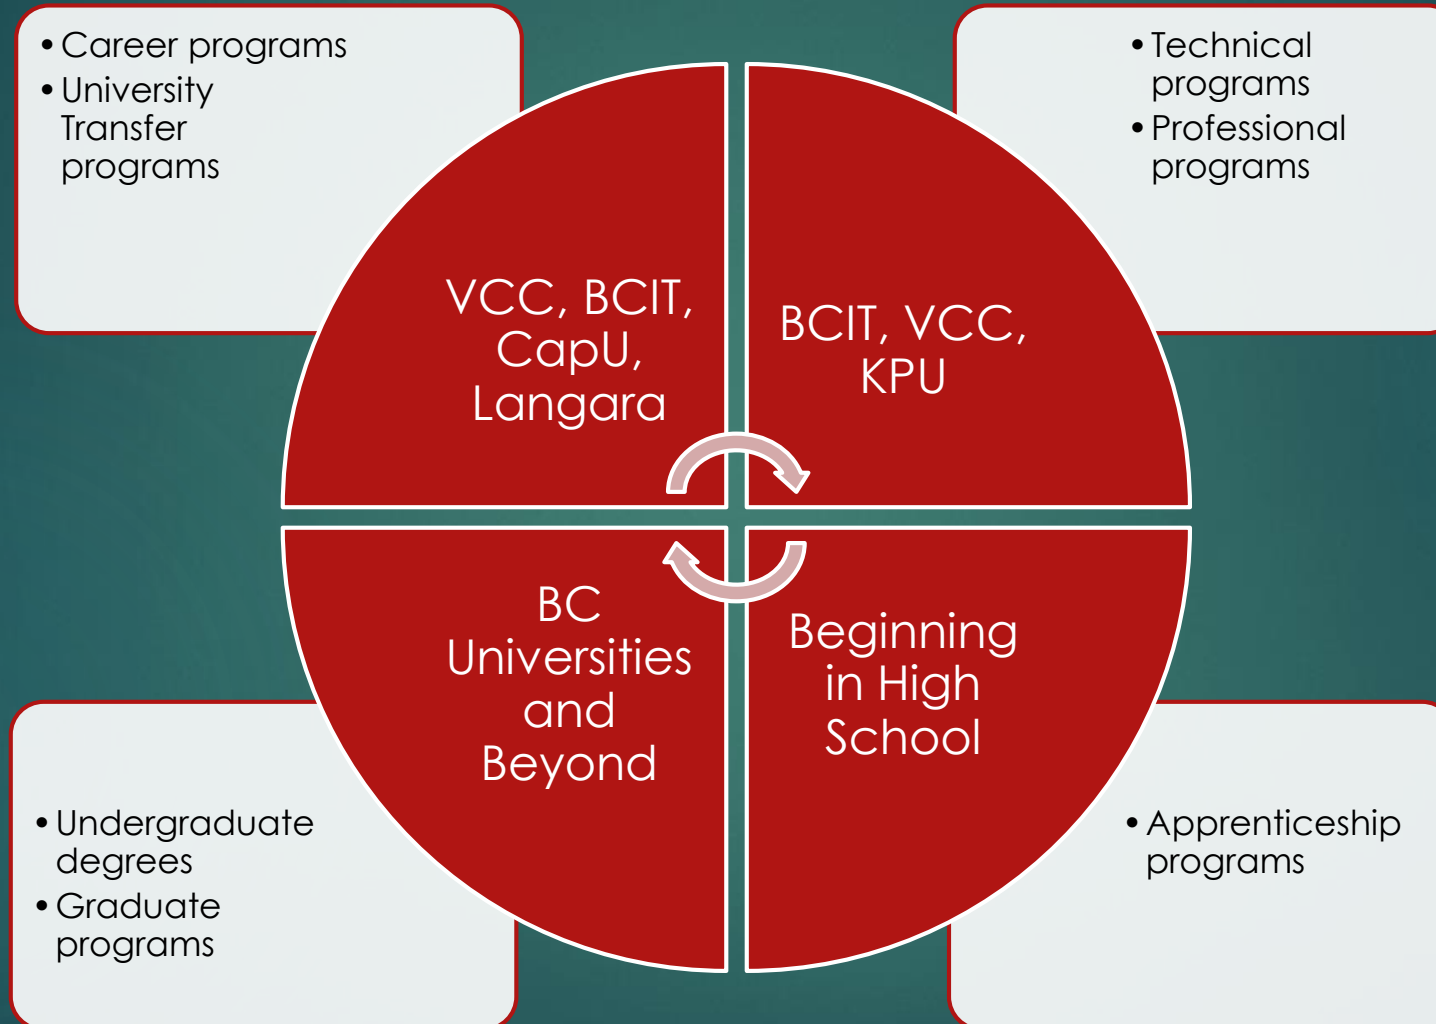 • Career programs
• University
Transfer
programs
• Technical
programs
• Professional
programs
VCC, BCIT,
CapU,
Langara
BCIT, VCC,
KPU
BC
Universities
and
Beyond
Beginning
in High
School
• Undergraduate
degrees
• Graduate
programs
• Apprenticeship
programs